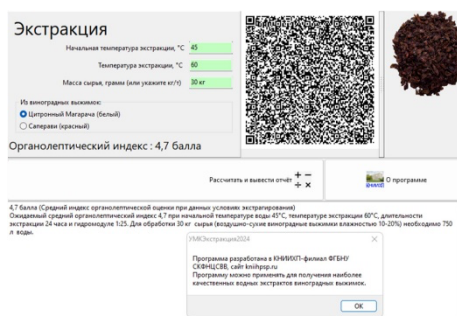 Экстракция
Начальная температура экстракции, °C 45
Температура экстракции, °C 60
Масса сырья, грамм (или укажите кг/т) 30 кг
Из виноградных выжимок:
Цитронный Магарача (белый)
Саперави (красный)
Органолептический индекс : 4,7 балла
Рассчитать и вывести отчёт
О программе
4,7 балла (Средний индекс органолептической оценки при данных условиях экстрагирования)
Ожидаемый средний органолептический индекс 4,7 при начальной температуре воды 45°C, температуре экстракции 60°C, длительности
экстракции 24 часа и гидромодуле 1:25. Для обработки 30 кг сырья (воздушно-сухие виноградные выжимки влажностью 10-20%) необходимо 750
л воды.
УМКЭкстракция2024
Программа разработана в КНИИХП-филиал ФГБНУ
СКФНЦСВВ, сайт kniihpsp.ru
Программу можно применять для получения наиболее
качественных водных экстрактов виноградных выжимок.
OK